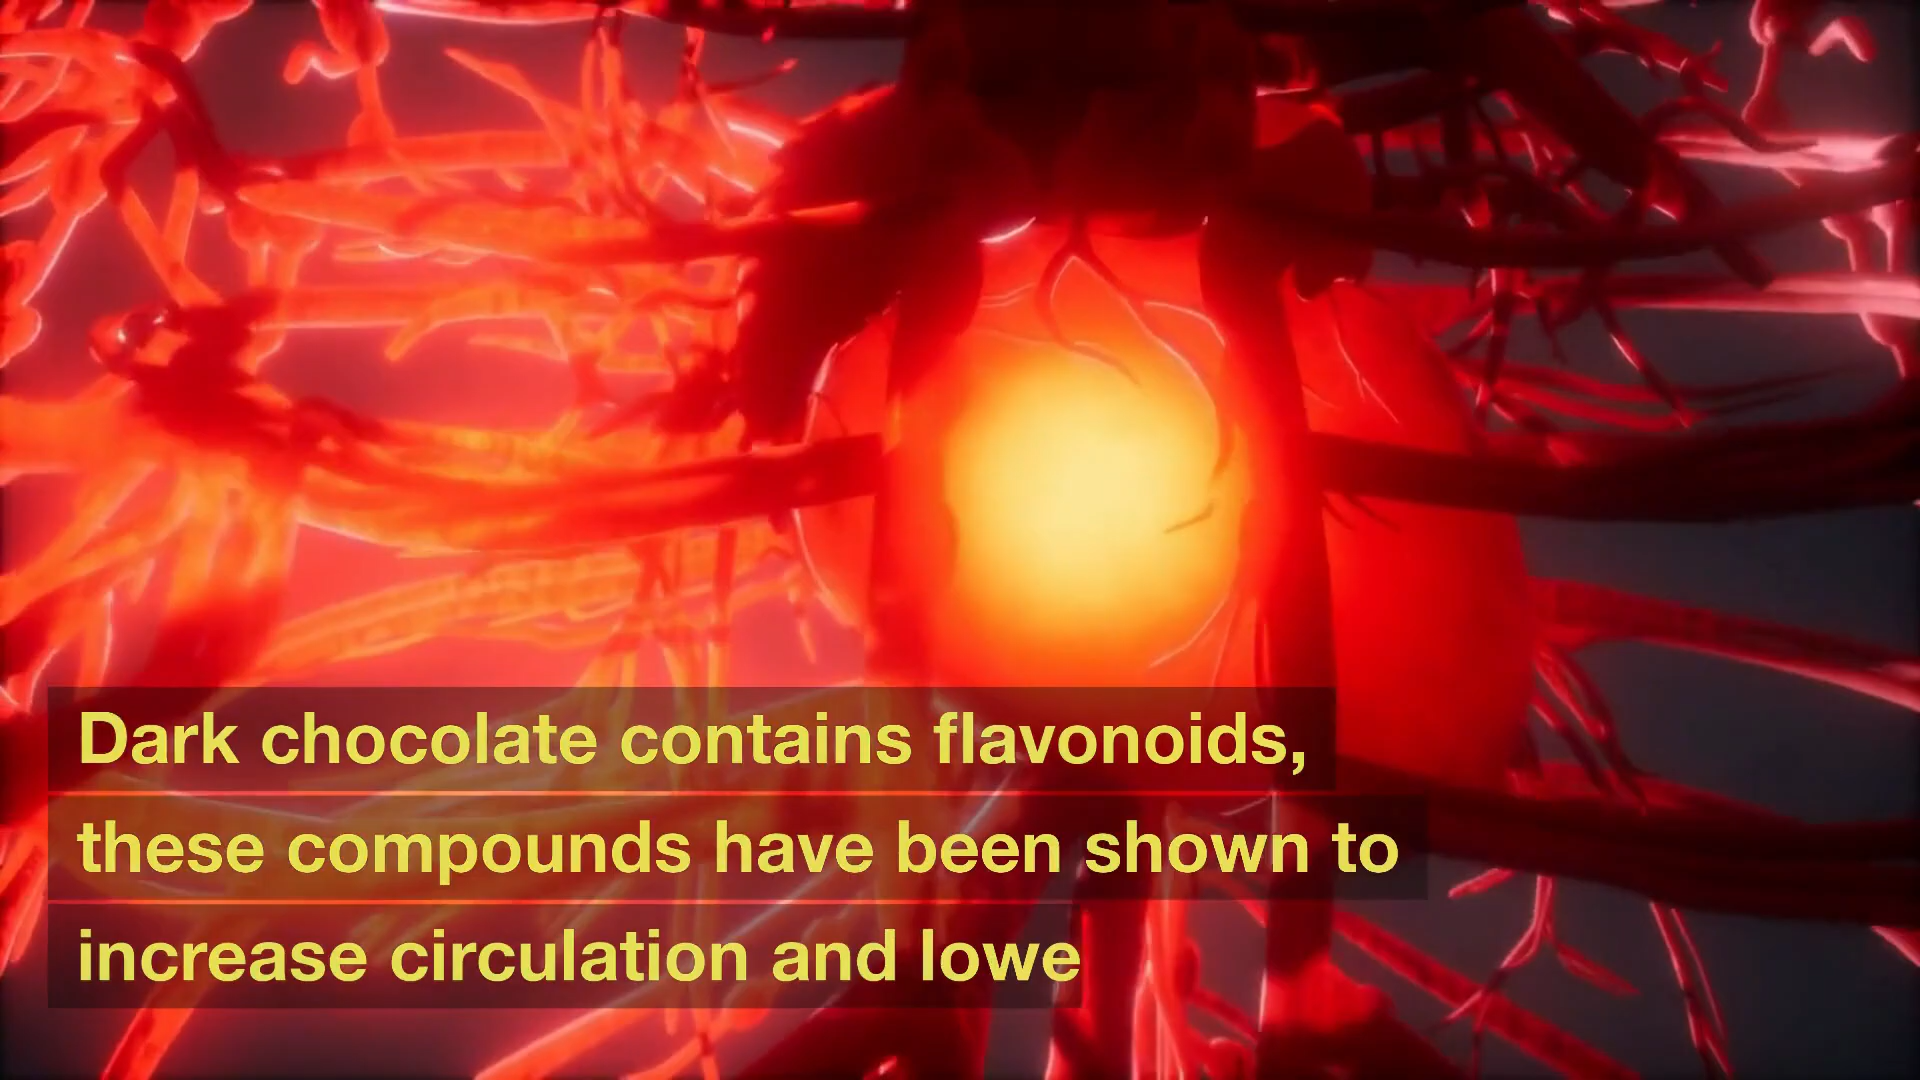 Dark chocolate contains flavonoids,
these compounds have been shown to
increase circulation and lowe